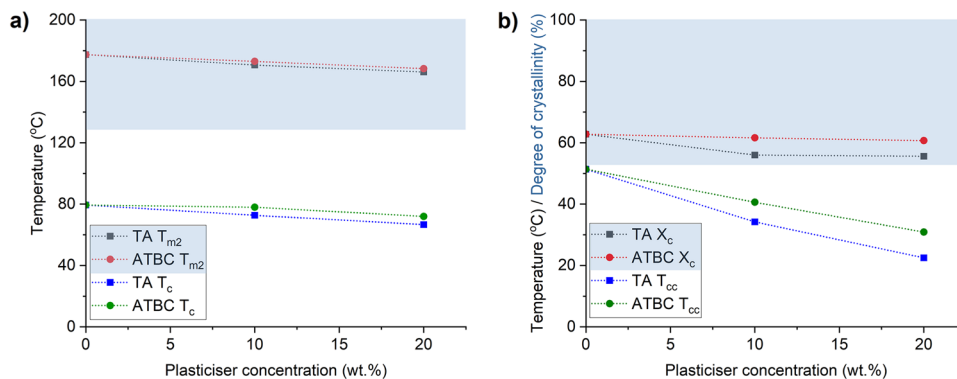 a)
200
160
120
80
40
0
Temperature (°C)
TA Tm2
ATBC Tm2
TA Tc
ATBC Tc
0 5 10 15 20
Plasticiser concentration (wt.%)
b)
100
80
60
40
20
0
Temperature (°C) / Degree of crystallinity (%)
TA Xc
ATBC Xc
TA Tcc
ATBC Tcc
0 5 10 15 20
Plasticiser concentration (wt.%)